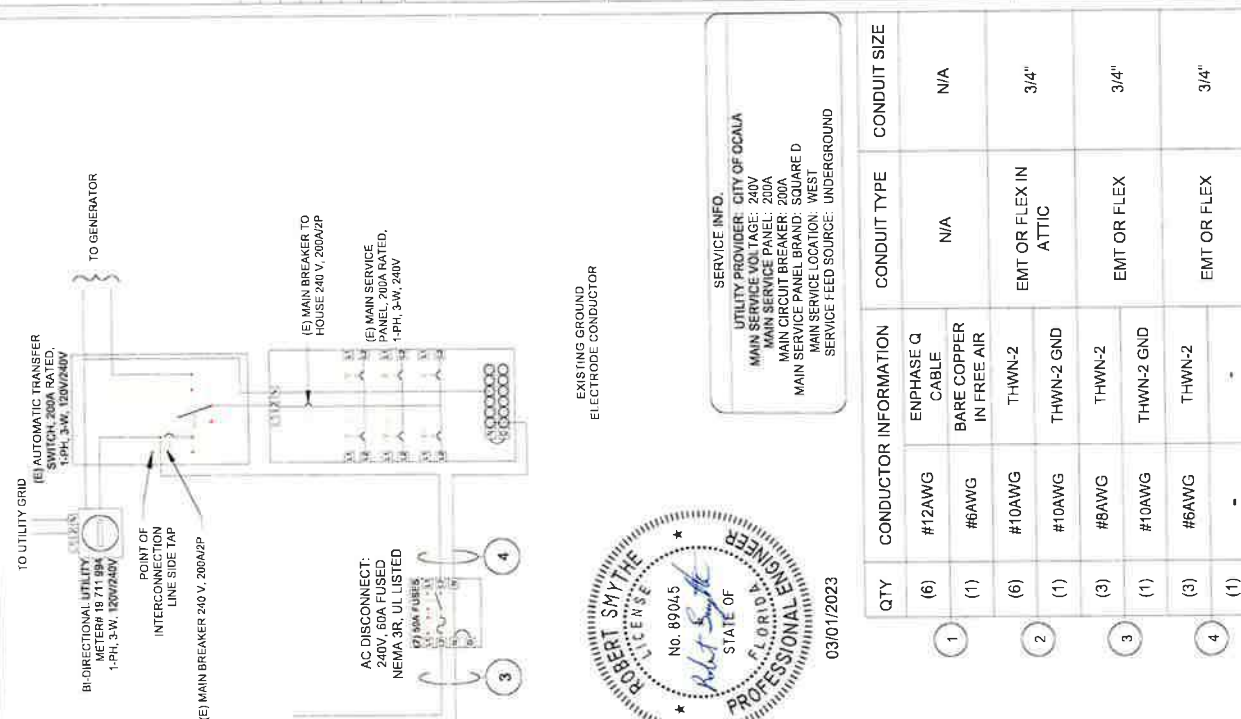 TO UTILITY GRID
(E) AUTOMATIC TRANSFER
SWITCH, 200A RATED,
1-PH, 3-W, 120V/240V
TO GENERATOR
BI-DIRECTIONAL UTILITY
METER# 19 711 994
1-PH, 3-W, 120V/240V
POINT OF
INTERCONNECTION
LINE SIDE TAP
(E) MAIN BREAKER 240 V, 200A/2P
(E) MAIN BREAKER TO
HOUSE 240 V, 200A/2P
(E) MAIN SERVICE
PANEL, 200A RATED,
1-PH, 3-W, 240V
AC DISCONNECT:
240V, 60A FUSED
NEMA 3R, UL LISTED
(2) 50A FUSES
3
4
EXISTING GROUND
ELECTRODE CONDUCTOR
ROBERT SMYTHE
LICENSE
No. 89045
Robert Smythe
STATE OF
FLORIDA
PROFESSIONAL ENGINEER
03/01/2023
SERVICE INFO.
UTILITY PROVIDER: CITY OF OCALA
MAIN SERVICE VOLTAGE: 240V
MAIN SERVICE PANEL: 200A
MAIN CIRCUIT BREAKER: 200A
MAIN SERVICE PANEL BRAND: SQUARE D
MAIN SERVICE LOCATION: WEST
SERVICE FEED SOURCE: UNDERGROUND
QTY CONDUCTOR INFORMATION CONDUIT TYPE CONDUIT SIZE
1 (6) #12AWG ENPHASE Q CABLE N/A N/A
(1) #6AWG BARE COPPER IN FREE AIR
2 (6) #10AWG THWN-2 EMT OR FLEX IN ATTIC 3/4"
(1) #10AWG THWN-2 GND
3 (3) #8AWG THWN-2 EMT OR FLEX 3/4"
(1) #10AWG THWN-2 GND
4 (3) #6AWG THWN-2 EMT OR FLEX 3/4"
(1) - -